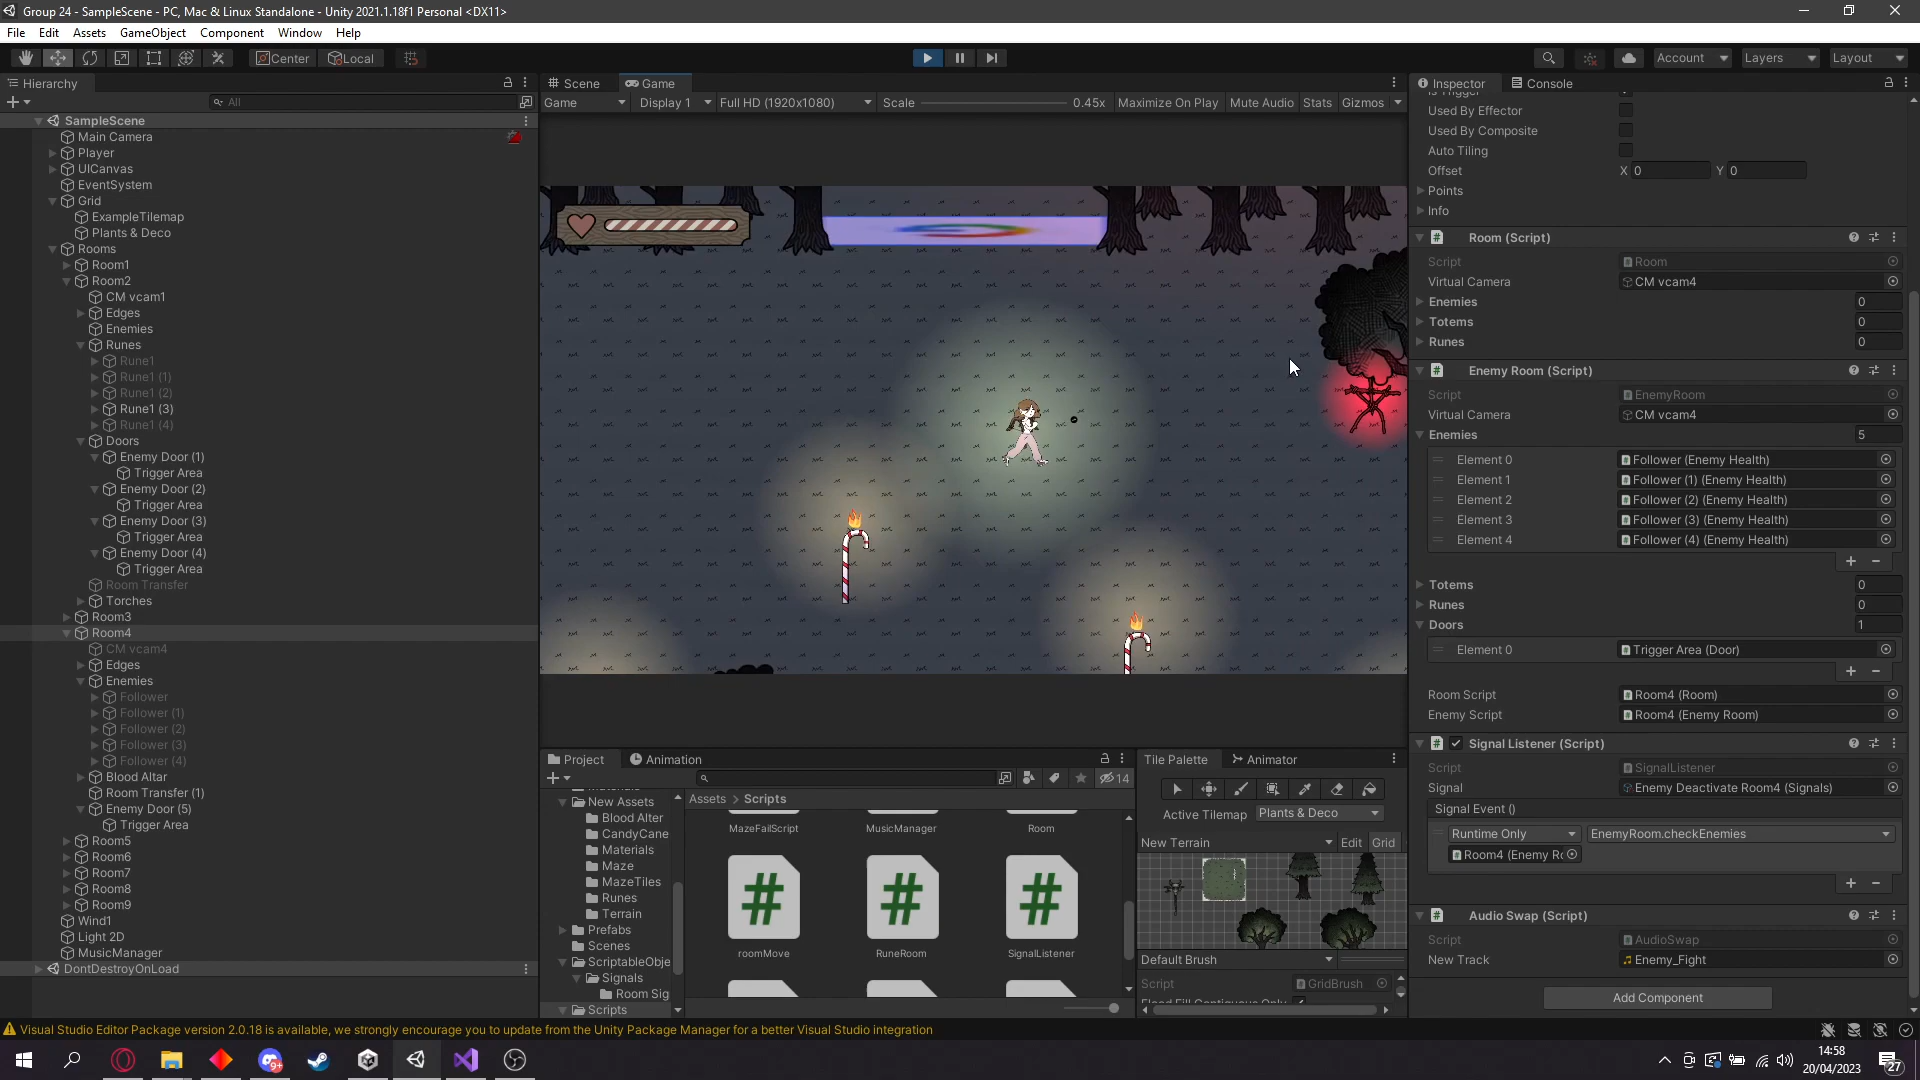 Group 24 - SampleScene - PC, Mac & Linux Standalone - Unity 2021.1.18f1 Personal <DX11>
File Edit Assets GameObject Component Window Help
Center Local Account Layers Layout
Hierarchy
All
SampleScene
Main Camera
Player
UICanvas
EventSystem
Grid
ExampleTilemap
Plants & Deco
Rooms
Room1
Room2
CM vcam1
Edges
Enemies
Runes
Rune1
Rune1 (1)
Rune1 (2)
Rune1 (3)
Rune1 (4)
Doors
Enemy Door (1)
Trigger Area
Enemy Door (2)
Trigger Area
Enemy Door (3)
Trigger Area
Enemy Door (4)
Trigger Area
Room Transfer
Torches
Room3
Room4
CM vcam4
Edges
Enemies
Follower
Follower (1)
Follower (2)
Follower (3)
Follower (4)
Blood Altar
Room Transfer (1)
Enemy Door (5)
Trigger Area
Room5
Room6
Room7
Room8
Room9
Wind1
Light 2D
MusicManager
DontDestroyOnLoad
Scene Game
Game Display 1 Full HD (1920x1080) Scale 0.45x Maximize On Play Mute Audio Stats Gizmos
Project Animation
14
New Assets
Blood Alter
CandyCane
Materials
Maze
MazeTiles
Runes
Terrain
Prefabs
Scenes
ScriptableObje
Signals
Room Sig
Scripts
Assets > Scripts
MazeFailScript MusicManager Room
roomMove RuneRoom SignalListener
Tile Palette Animator
Active Tilemap Plants & Deco
New Terrain Edit Grid
Default Brush
Script GridBrush
Inspector Console
Used By Effector
Used By Composite
Auto Tiling
Offset X 0 Y 0
Points
Info
Room (Script)
Script Room
Virtual Camera CM vcam4
Enemies 0
Totems 0
Runes 0
Enemy Room (Script)
Script EnemyRoom
Virtual Camera CM vcam4
Enemies 5
Element 0 Follower (Enemy Health)
Element 1 Follower (1) (Enemy Health)
Element 2 Follower (2) (Enemy Health)
Element 3 Follower (3) (Enemy Health)
Element 4 Follower (4) (Enemy Health)
Totems 0
Runes 0
Doors 1
Element 0 Trigger Area (Door)
Room Script Room4 (Room)
Enemy Script Room4 (Enemy Room)
Signal Listener (Script)
Script SignalListener
Signal Enemy Deactivate Room4 (Signals)
Signal Event ()
Runtime Only EnemyRoom.checkEnemies
Room4 (Enemy Ro
Audio Swap (Script)
Script AudioSwap
New Track Enemy_Fight
Add Component
Visual Studio Editor Package version 2.0.18 is available, we strongly encourage you to update from the Unity Package Manager for a better Visual Studio integration
9+
14:58
20/04/2023
27